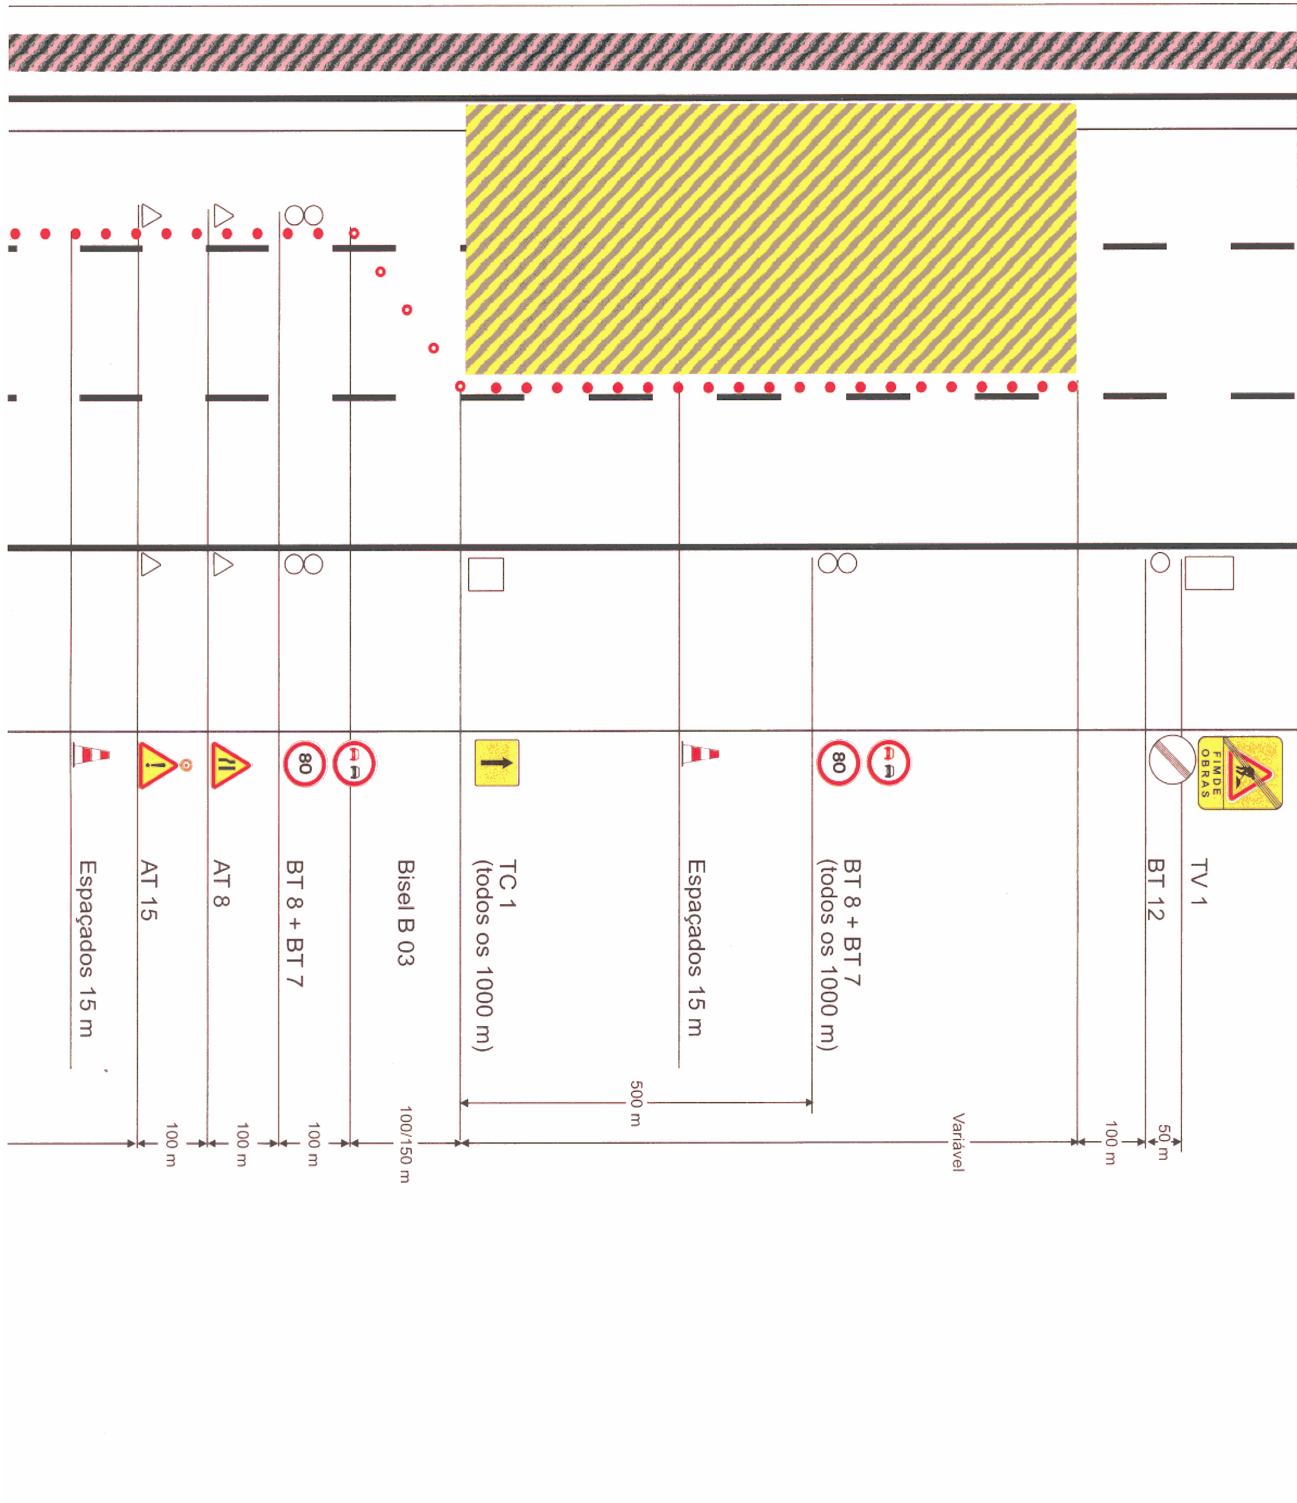 TV 1
BT 12
BT 8 + BT 7
(todos os 1000 m)
Espaçados 15 m
TC 1
(todos os 1000 m)
Bisel B 03
BT 8 + BT 7
AT 8
AT 15
Espaçados 15 m
FIM DE
OBRAS
80
80
!
50 m
100 m
Variável
500 m
100/150 m
100 m
100 m
100 m